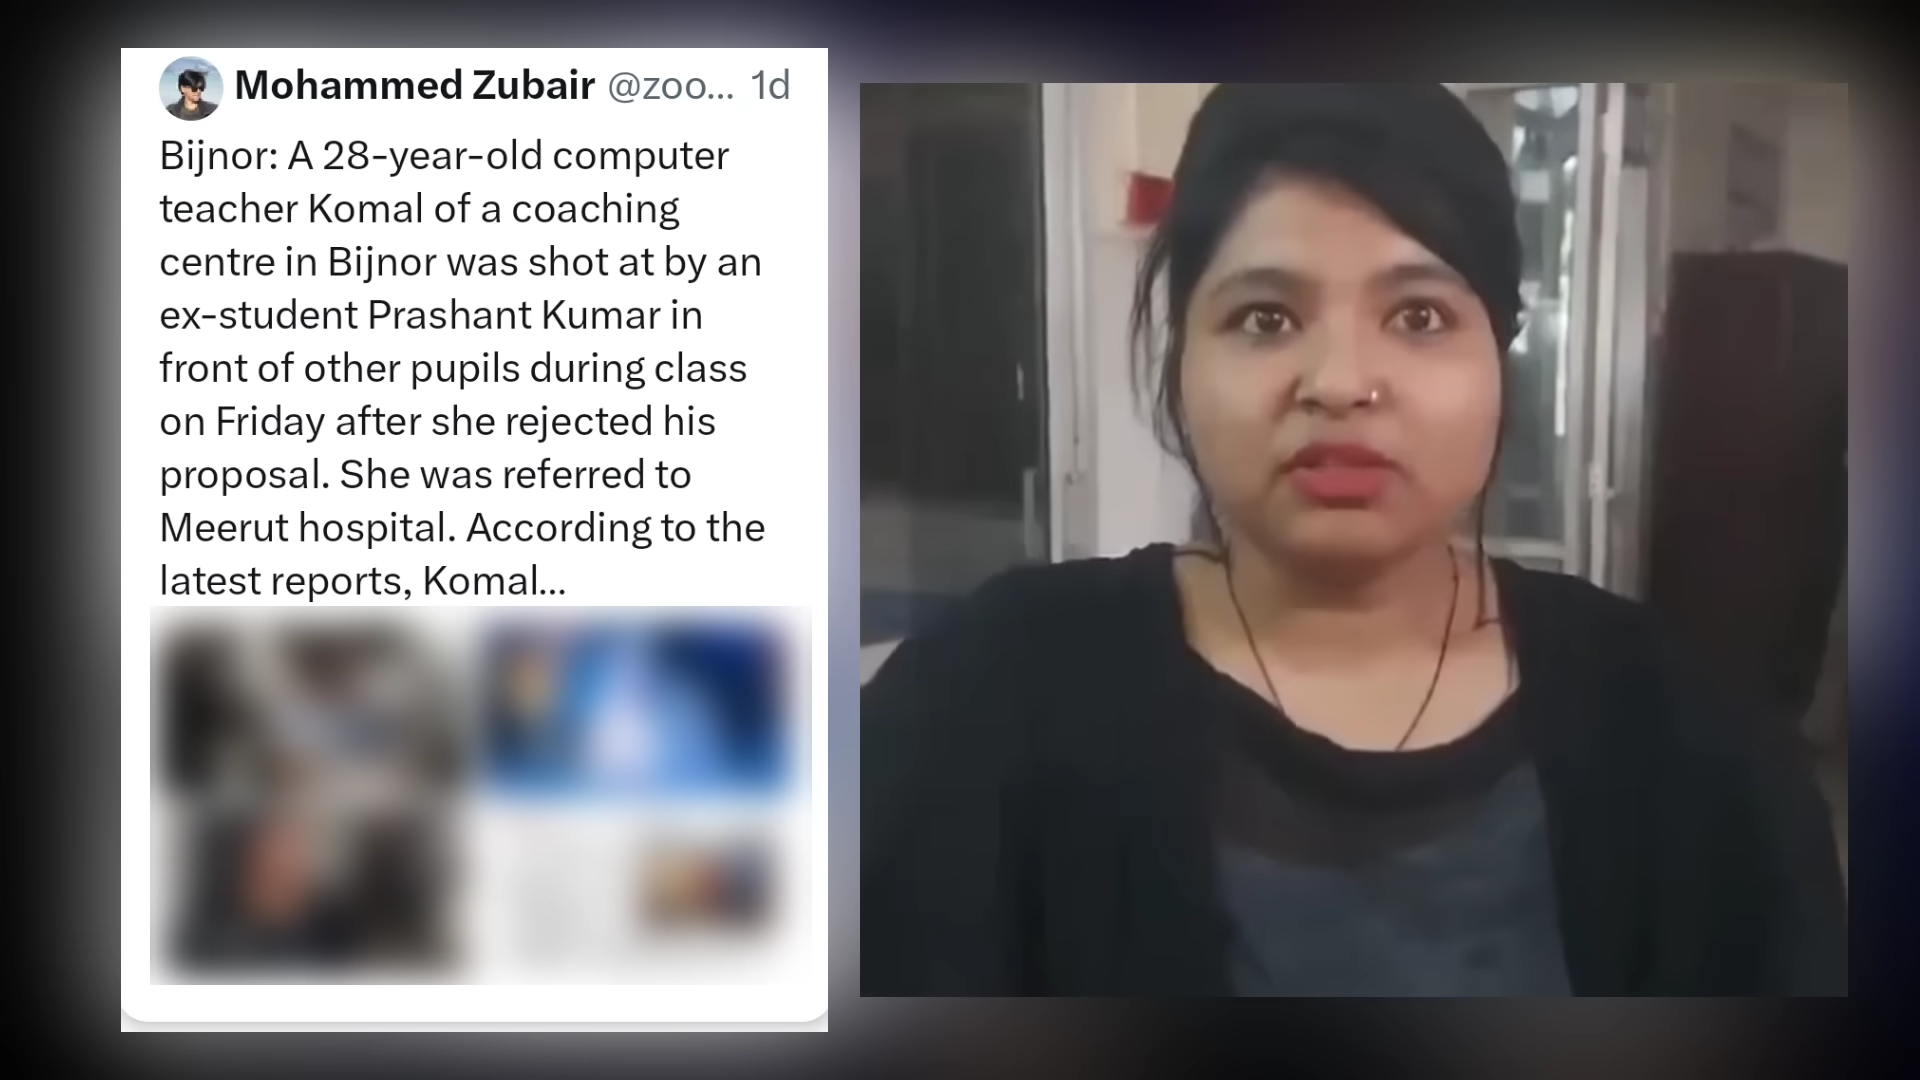 Mohammed Zubair @zoo... 1d
Bijnor: A 28-year-old computer
teacher Komal of a coaching
centre in Bijnor was shot at by an
ex-student Prashant Kumar in
front of other pupils during class
on Friday after she rejected his
proposal. She was referred to
Meerut hospital. According to the
latest reports, Komal...